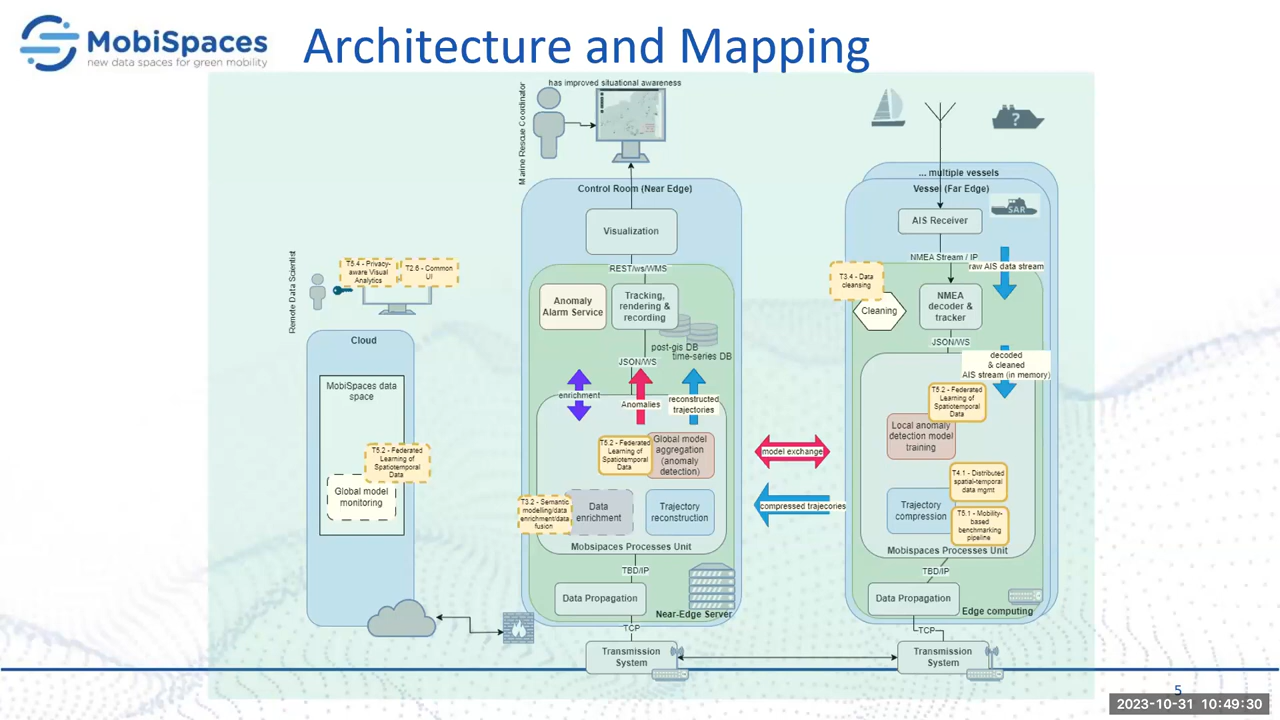 MobiSpaces
new data spaces for green mobility
Architecture and Mapping
has improved situational awareness
Marine Rescue Coordinator
... multiple vessels
Control Room (Near Edge)
Vessel (Far Edge)
SAR
?
AIS Receiver
Visualization
NMEA Stream / IP
raw AIS data stream
REST/ws/WMS
Remote Data Scientist
T5.4 - Privacy-
aware Visual
Analytics
T2.6 - Common
UI
T3.4 - Data
cleansing
Cleaning
NMEA
decoder &
tracker
Anomaly
Alarm Service
Tracking,
rendering &
recording
post-gis DB
time-series DB
JSON/WS
JSON/WS
decoded
& cleaned
AIS stream (in memory)
Cloud
MobiSpaces data
space
T5.2 - Federated
Learning of
Spatiotemporal
Data
Global model
monitoring
enrichment
Anomalies
reconstructed
trajectories
T5.2 - Federated
Learning of
Spatiotemporal
Data
Global model
aggregation
(anomaly
detection)
T3.2 - Semantic
modelling/data
enrichment/data
fusion
Data
enrichment
Trajectory
reconstruction
Mobispaces Processes Unit
TBD/IP
Data Propagation
Near-Edge Server
TCP
Transmission
System
model exchange
compressed trajectories
T5.2 - Federated
Learning of
Spatiotemporal
Data
Local anomaly
detection model
training
T4.1 - Distributed
spatial-temporal
data mgmt
Trajectory
compression
T5.1 - Mobility-
based
benchmarking
pipeline
Mobispaces Processes Unit
TBD/IP
Data Propagation
Edge computing
TCP
Transmission
System
5
2023-10-31 10:49:30